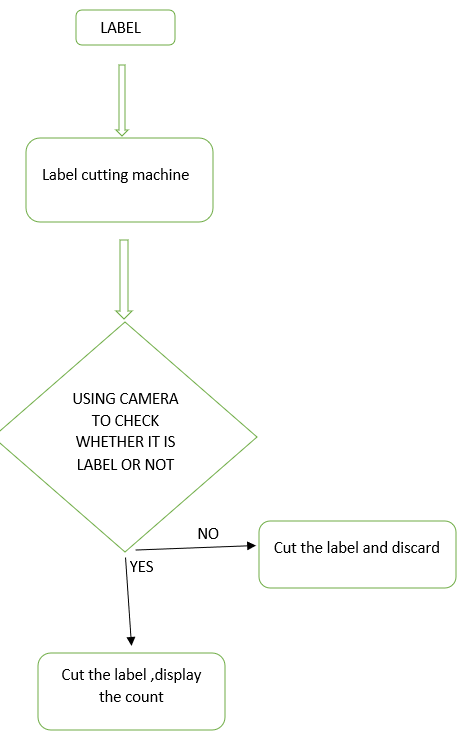 LABEL
Label cutting machine
USING CAMERA
TO CHECK
WHETHER IT IS
LABEL OR NOT
NO
Cut the label and discard
YES
Cut the label ,display
the count